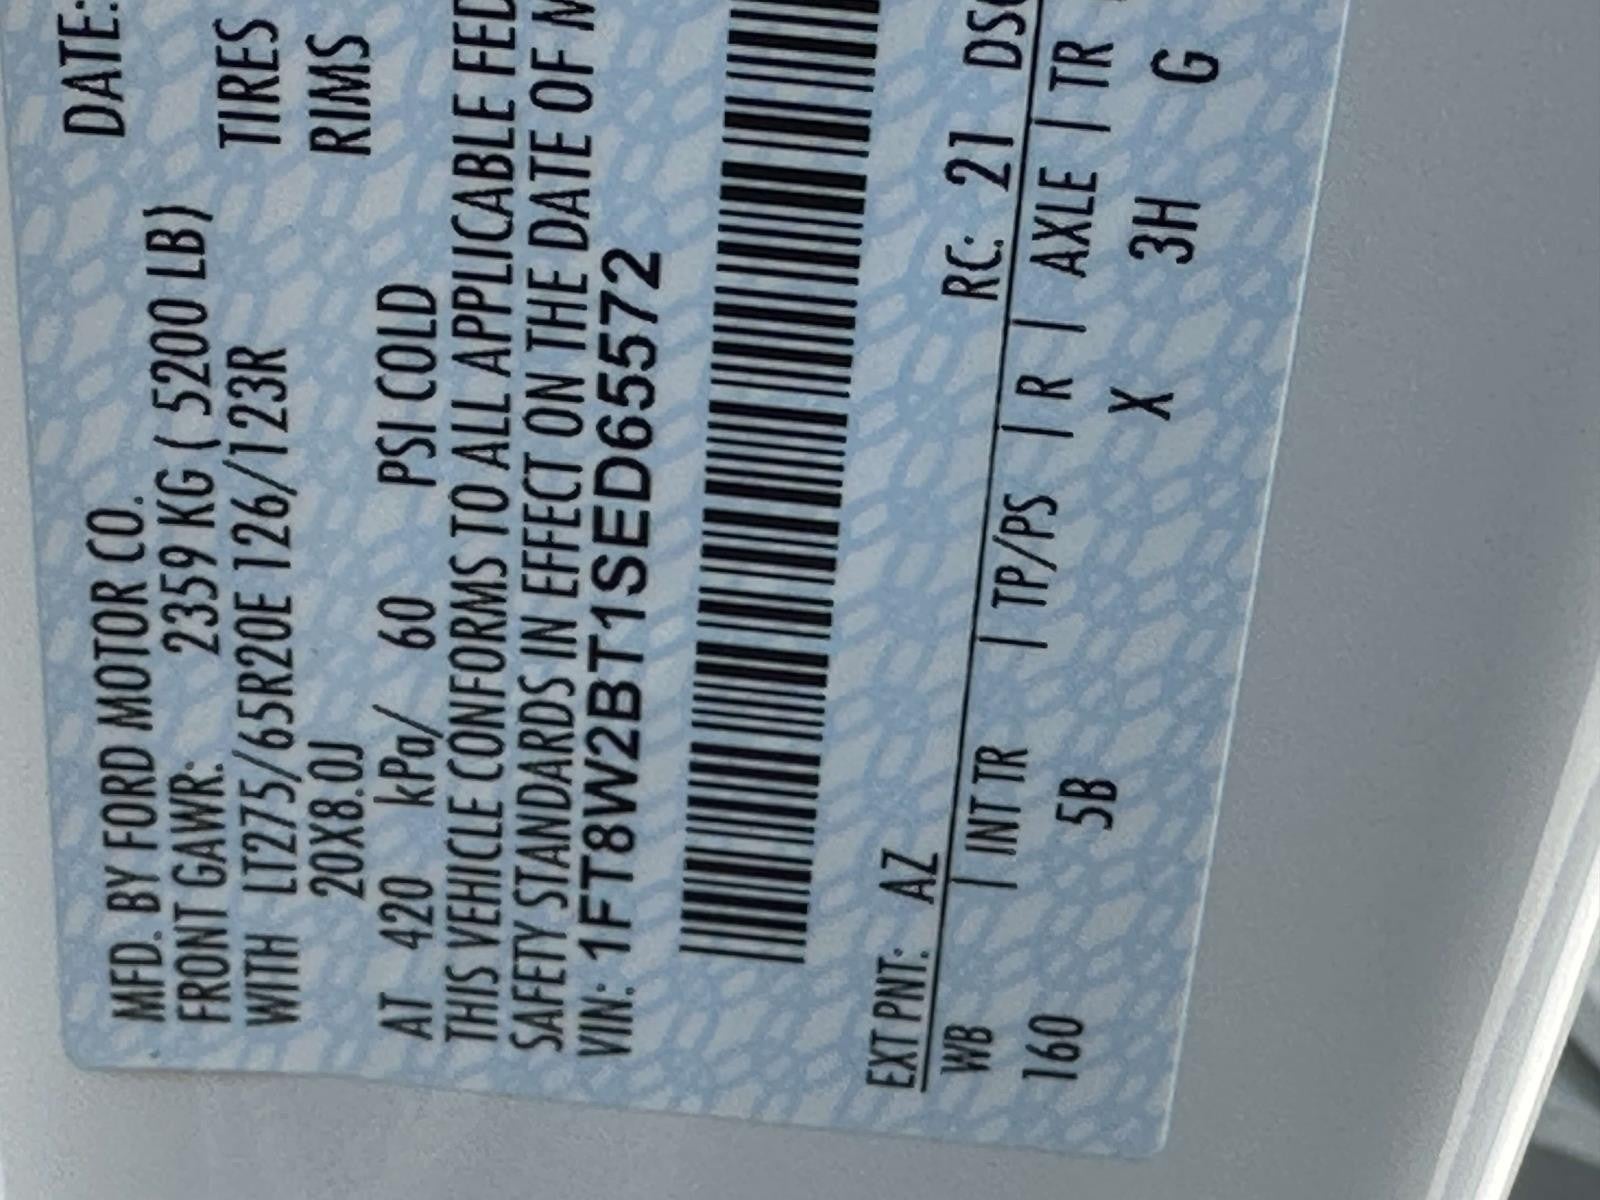 MFD. BY FORD MOTOR CO. DATE:
FRONT GAWR: 2359 KG ( 5200 LB)
WITH LT275/65R20E 126/123R TIRES
20X8.0J RIMS
AT 420 kPa/ 60 PSI COLD
THIS VEHICLE CONFORMS TO ALL APPLICABLE FED
SAFETY STANDARDS IN EFFECT ON THE DATE OF M
VIN: 1FT8W2BT1SED65572
EXT PNT: AZ RC: 21 DSO
WB | INT TR | TP/PS | R | AXLE | TR
160 5B X 3H G